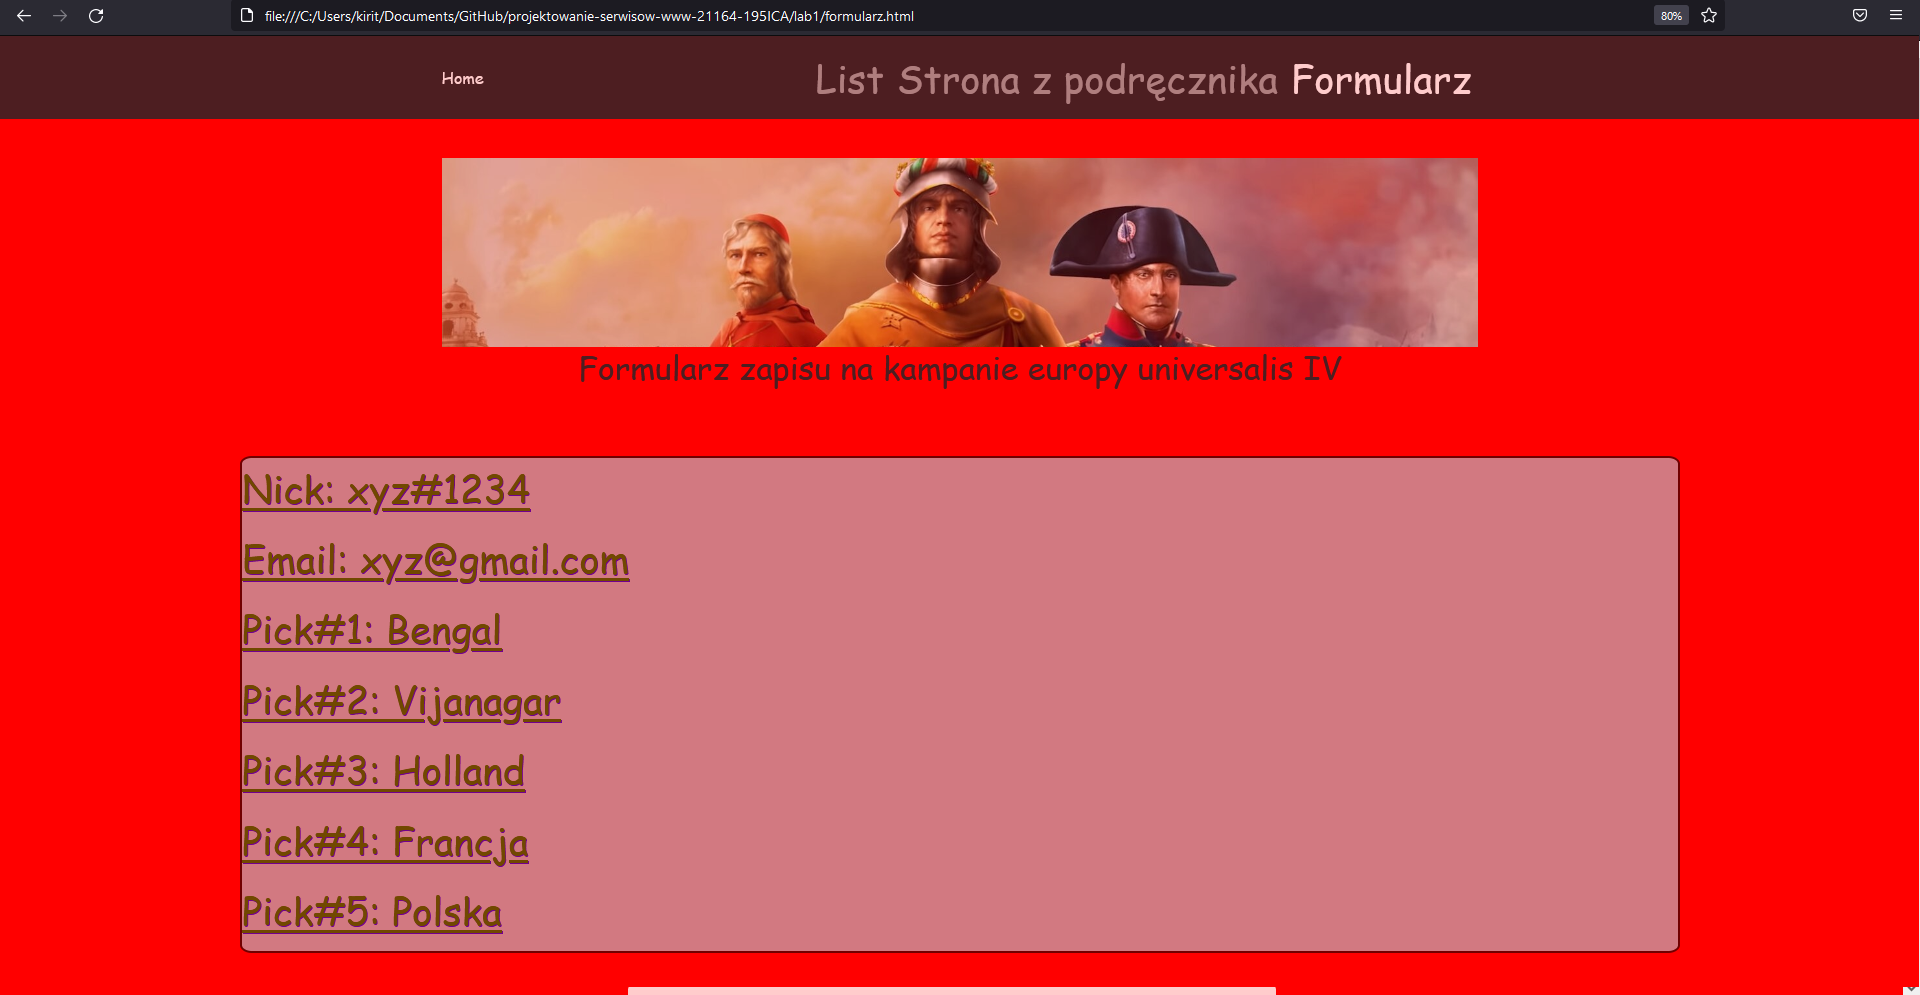 file:///C:/Users/kirit/Documents/GitHub/projektowanie-serwisow-www-21164-195ICA/lab1/formularz.html 80%
Home List Strona z podręcznika Formularz
Formularz zapisu na kampanie europy universalis IV
Nick: xyz#1234
Email: xyz@gmail.com
Pick#1: Bengal
Pick#2: Vijanagar
Pick#3: Holland
Pick#4: Francja
Pick#5: Polska